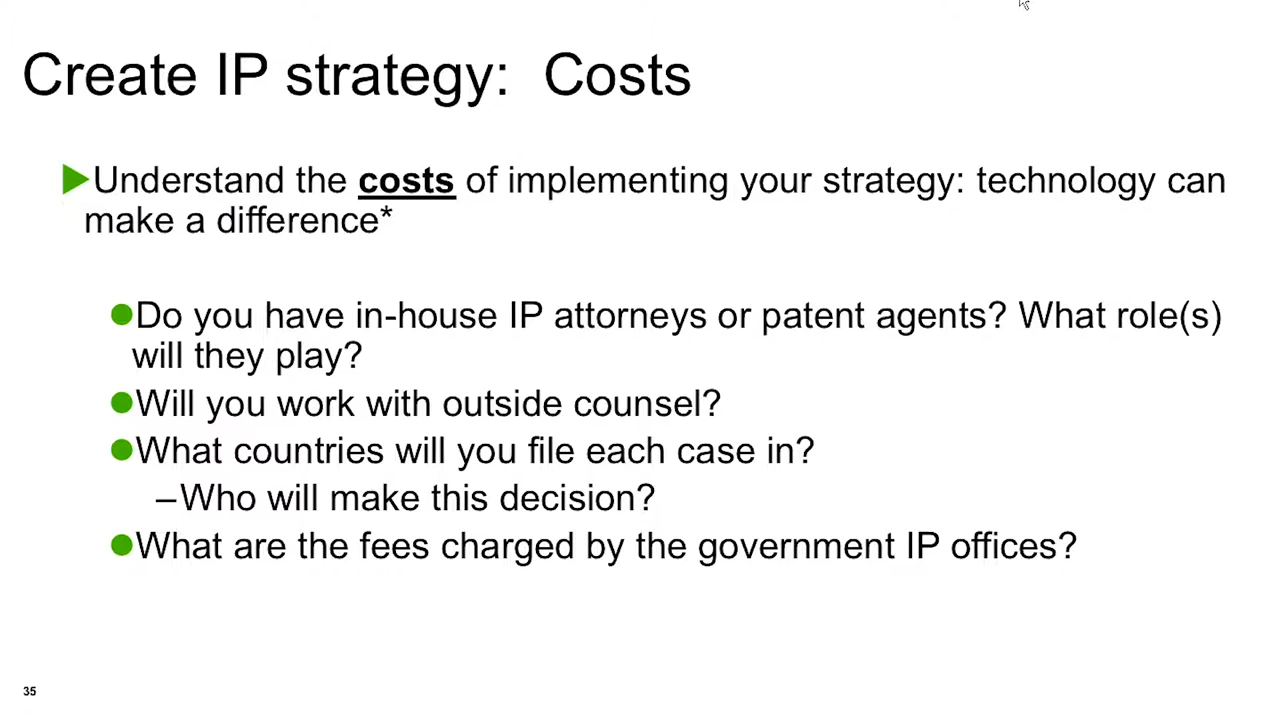 Create IP strategy: Costs
Understand the costs of implementing your strategy: technology can
make a difference*
Do you have in-house IP attorneys or patent agents? What role(s)
will they play?
Will you work with outside counsel?
What countries will you file each case in?
–Who will make this decision?
What are the fees charged by the government IP offices?
35